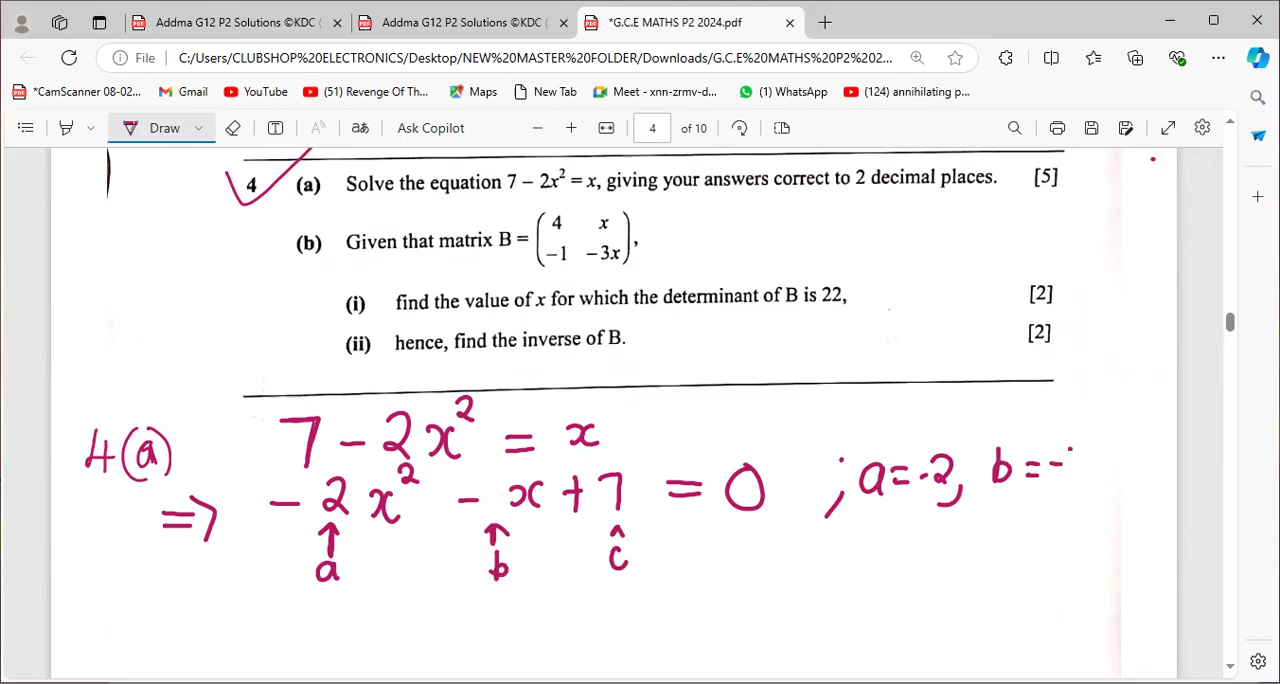 Addma G12 P2 Solutions ©KDC (
Addma G12 P2 Solutions ©KDC (
*G.C.E MATHS P2 2024.pdf
File
C:/Users/CLUBSHOP%20ELECTRONICS/Desktop/NEW%20MASTER%20FOLDER/Downloads/G.C.E%20MATHS%20P2%20...
*CamScanner 08-02...
Gmail
YouTube
(51) Revenge Of Th...
Maps
New Tab
Meet - xnn-zrmv-d...
(1) WhatsApp
(124) annihilating p...
Draw
aあ
Ask Copilot
4 of 10
4 (a) Solve the equation 7 – 2x² = x, giving your answers correct to 2 decimal places. [5]
(b) Given that matrix B = (4 x
−1 −3x),
(i) find the value of x for which the determinant of B is 22, [2]
(ii) hence, find the inverse of B. [2]
4(a) 7 − 2x² = x
⇒ − 2x² − x + 7 = 0 ; a = -2, b = -
a b c